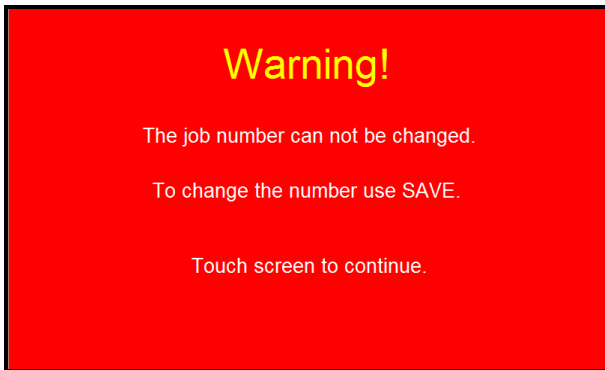 Warning!
The job number can not be changed.
To change the number use SAVE.
Touch screen to continue.